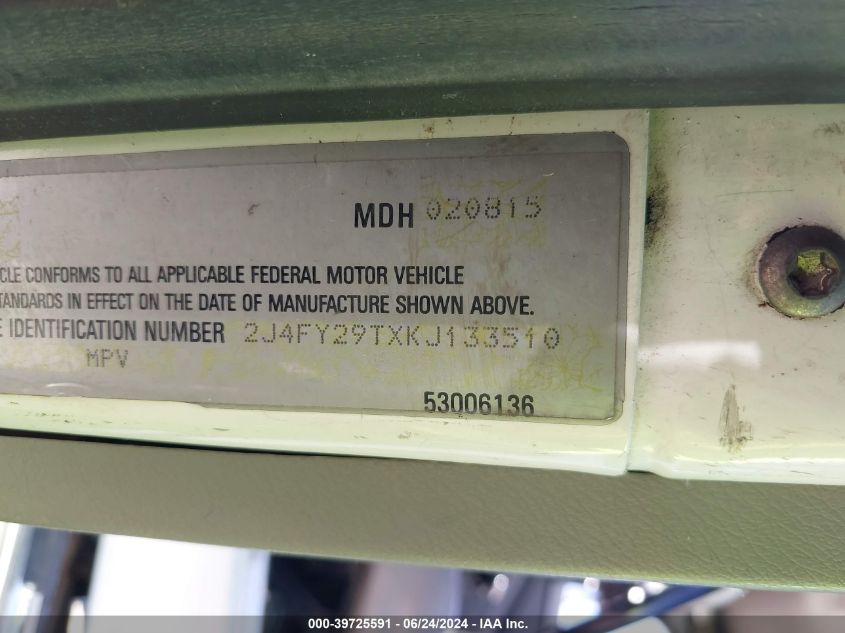 MDH 020815
CLE CONFORMS TO ALL APPLICABLE FEDERAL MOTOR VEHICLE
STANDARDS IN EFFECT ON THE DATE OF MANUFACTURE SHOWN ABOVE.
E IDENTIFICATION NUMBER 2J4FY29TXKJ133510
MPV
53006136
000-39725591 - 06/24/2024 - IAA Inc.